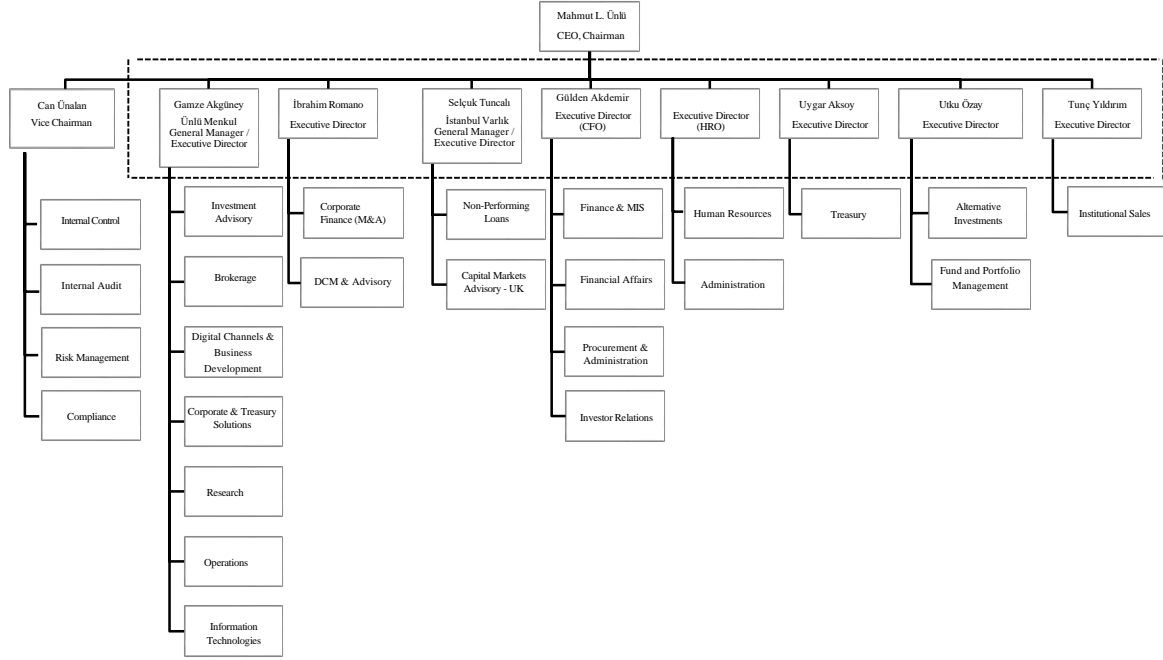 Mahmut L. Ünlü
CEO, Chairman
Can Ünalan
Vice Chairman
Gamze Akgüney
Ünlü Menkul
General Manager /
Executive Director
İbrahim Romano
Executive Director
Selçuk Tuncalı
İstanbul Varlık
General Manager /
Executive Director
Gülden Akdemir
Executive Director
(CFO)
Executive Director
(HRO)
Uygar Aksoy
Executive Director
Utku Özay
Executive Director
Tunç Yıldırım
Executive Director
Internal Control
Internal Audit
Risk Management
Compliance
Investment
Advisory
Brokerage
Digital Channels &
Business
Development
Corporate & Treasury
Solutions
Research
Operations
Information
Technologies
Corporate
Finance (M&A)
DCM & Advisory
Non-Performing
Loans
Capital Markets
Advisory - UK
Finance & MIS
Financial Affairs
Procurement &
Administration
Investor Relations
Human Resources
Administration
Treasury
Alternative
Investments
Fund and Portfolio
Management
Institutional Sales